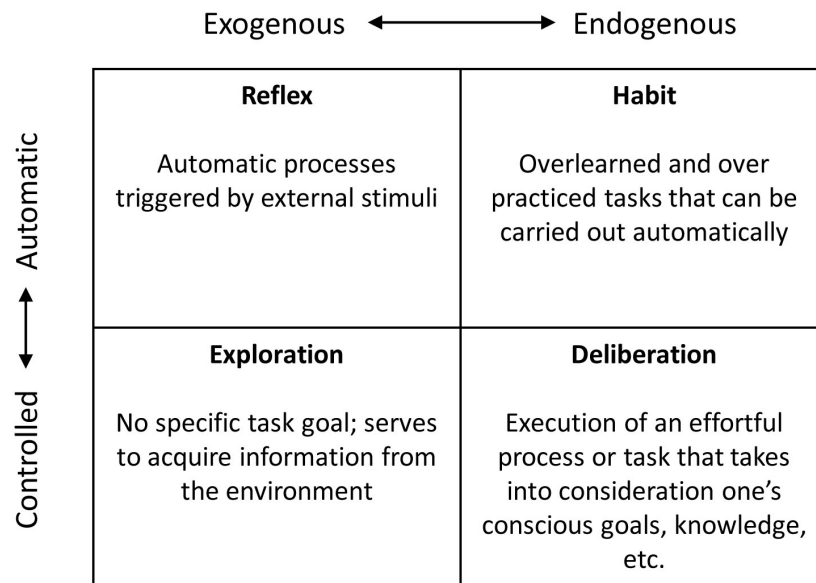 Exogenous Endogenous
Automatic
Controlled
Reflex
Automatic processes
triggered by external stimuli
Habit
Overlearned and over
practiced tasks that can be
carried out automatically
Exploration
No specific task goal; serves
to acquire information from
the environment
Deliberation
Execution of an effortful
process or task that takes
into consideration one’s
conscious goals, knowledge,
etc.